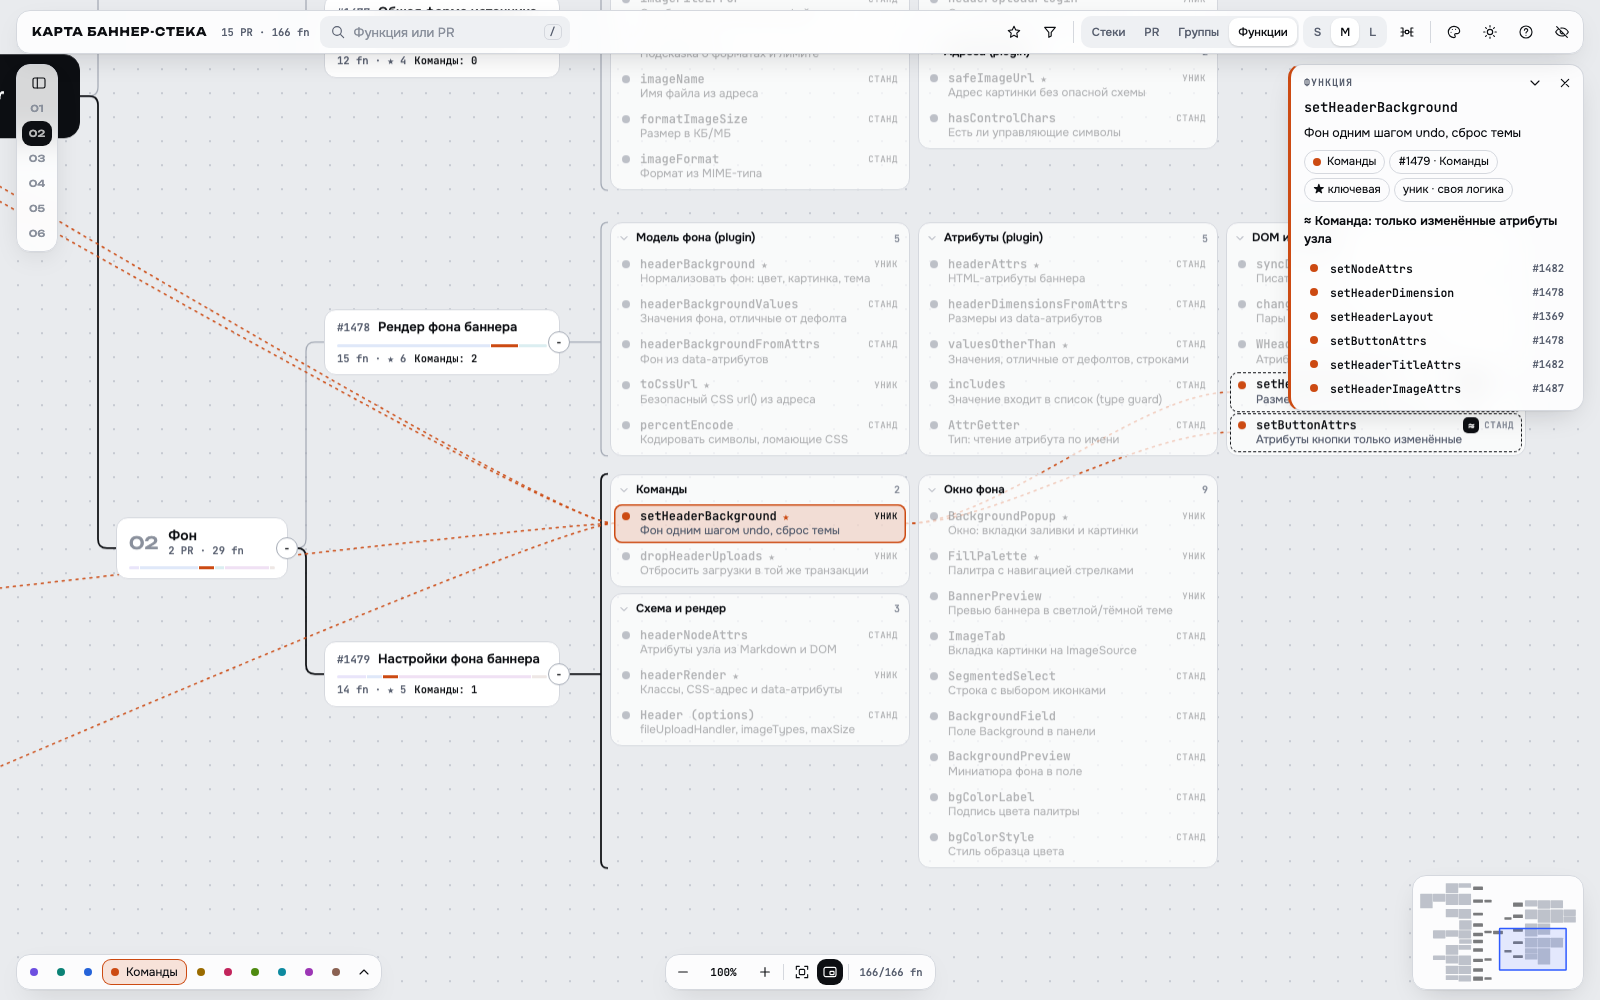 КАРТА БАННЕР-СТЕКА 15 PR · 166 fn Функция или PR / Стеки PR Группы Функции S M L
01
02
03
04
05
06
12 fn · ★ 4 Команды: 0
imageName СТАНД
Имя файла из адреса
formatImageSize СТАНД
Размер в КБ/МБ
imageFormat СТАНД
Формат из MIME-типа
safeImageUrl ★ УНИК
Адрес картинки без опасной схемы
hasControlChars СТАНД
Есть ли управляющие символы
ФУНКЦИЯ
setHeaderBackground
Фон одним шагом undo, сброс темы
Команды #1479 · Команды
★ ключевая уник · своя логика
≈ Команда: только изменённые атрибуты
узла
setNodeAttrs #1482
setHeaderDimension #1478
setHeaderLayout #1369
setButtonAttrs #1478
setHeaderTitleAttrs #1482
setHeaderImageAttrs #1487
#1478 Рендер фона баннера
15 fn · ★ 6 Команды: 2
Модель фона (plugin) 5
headerBackground ★ УНИК
Нормализовать фон: цвет, картинка, тема
headerBackgroundValues СТАНД
Значения фона, отличные от дефолта
headerBackgroundFromAttrs СТАНД
Фон из data-атрибутов
toCssUrl ★ УНИК
Безопасный CSS url() из адреса
percentEncode СТАНД
Кодировать символы, ломающие CSS
Атрибуты (plugin) 5
headerAttrs ★ СТАНД
HTML-атрибуты баннера
headerDimensionsFromAttrs СТАНД
Размеры из data-атрибутов
valuesOtherThan ★ СТАНД
Значения, отличные от дефолтов, строками
includes СТАНД
Значение входит в список (type guard)
AttrGetter СТАНД
Тип: чтение атрибута по имени
DOM и
sync
Писат
chan
Пары
WHea
Атриб
setHe
Разме
setButtonAttrs ≈ СТАНД
Атрибуты кнопки только изменённые
02 Фон
2 PR · 29 fn
#1479 Настройки фона баннера
14 fn · ★ 5 Команды: 1
Команды 2
setHeaderBackground ★ УНИК
Фон одним шагом undo, сброс темы
dropHeaderUploads ★ УНИК
Отбросить загрузки в той же транзакции
Схема и рендер 3
headerNodeAttrs СТАНД
Атрибуты узла из Markdown и DOM
headerRender ★ УНИК
Классы, CSS-адрес и data-атрибуты
Header (options) СТАНД
fileUploadHandler, imageTypes, maxSize
Окно фона 9
BackgroundPopup ★ УНИК
Окно: вкладки заливки и картинки
FillPalette ★ УНИК
Палитра с навигацией стрелками
BannerPreview УНИК
Превью баннера в светлой/тёмной теме
ImageTab СТАНД
Вкладка картинки на ImageSource
SegmentedSelect СТАНД
Строка с выбором иконками
BackgroundField СТАНД
Поле Background в панели
BackgroundPreview СТАНД
Миниатюра фона в поле
bgColorLabel СТАНД
Подпись цвета палитры
bgColorStyle СТАНД
Стиль образца цвета
Команды
100% 166/166 fn